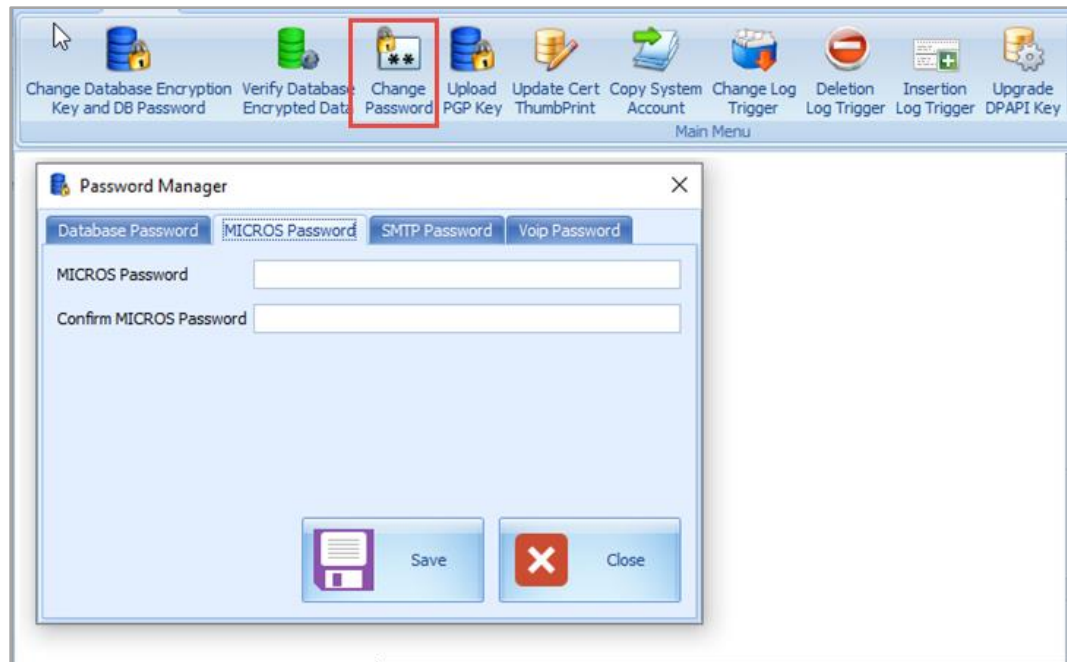 Change Database Encryption Verify Database Change Upload Update Cert Copy System Change Log Deletion Insertion Upgrade
Key and DB Password Encrypted Data Password PGP Key ThumbPrint Account Trigger Log Trigger Log Trigger DPAPI Key
Main Menu
Password Manager
Database Password MICROS Password SMTP Password Voip Password
MICROS Password
Confirm MICROS Password
Save Close